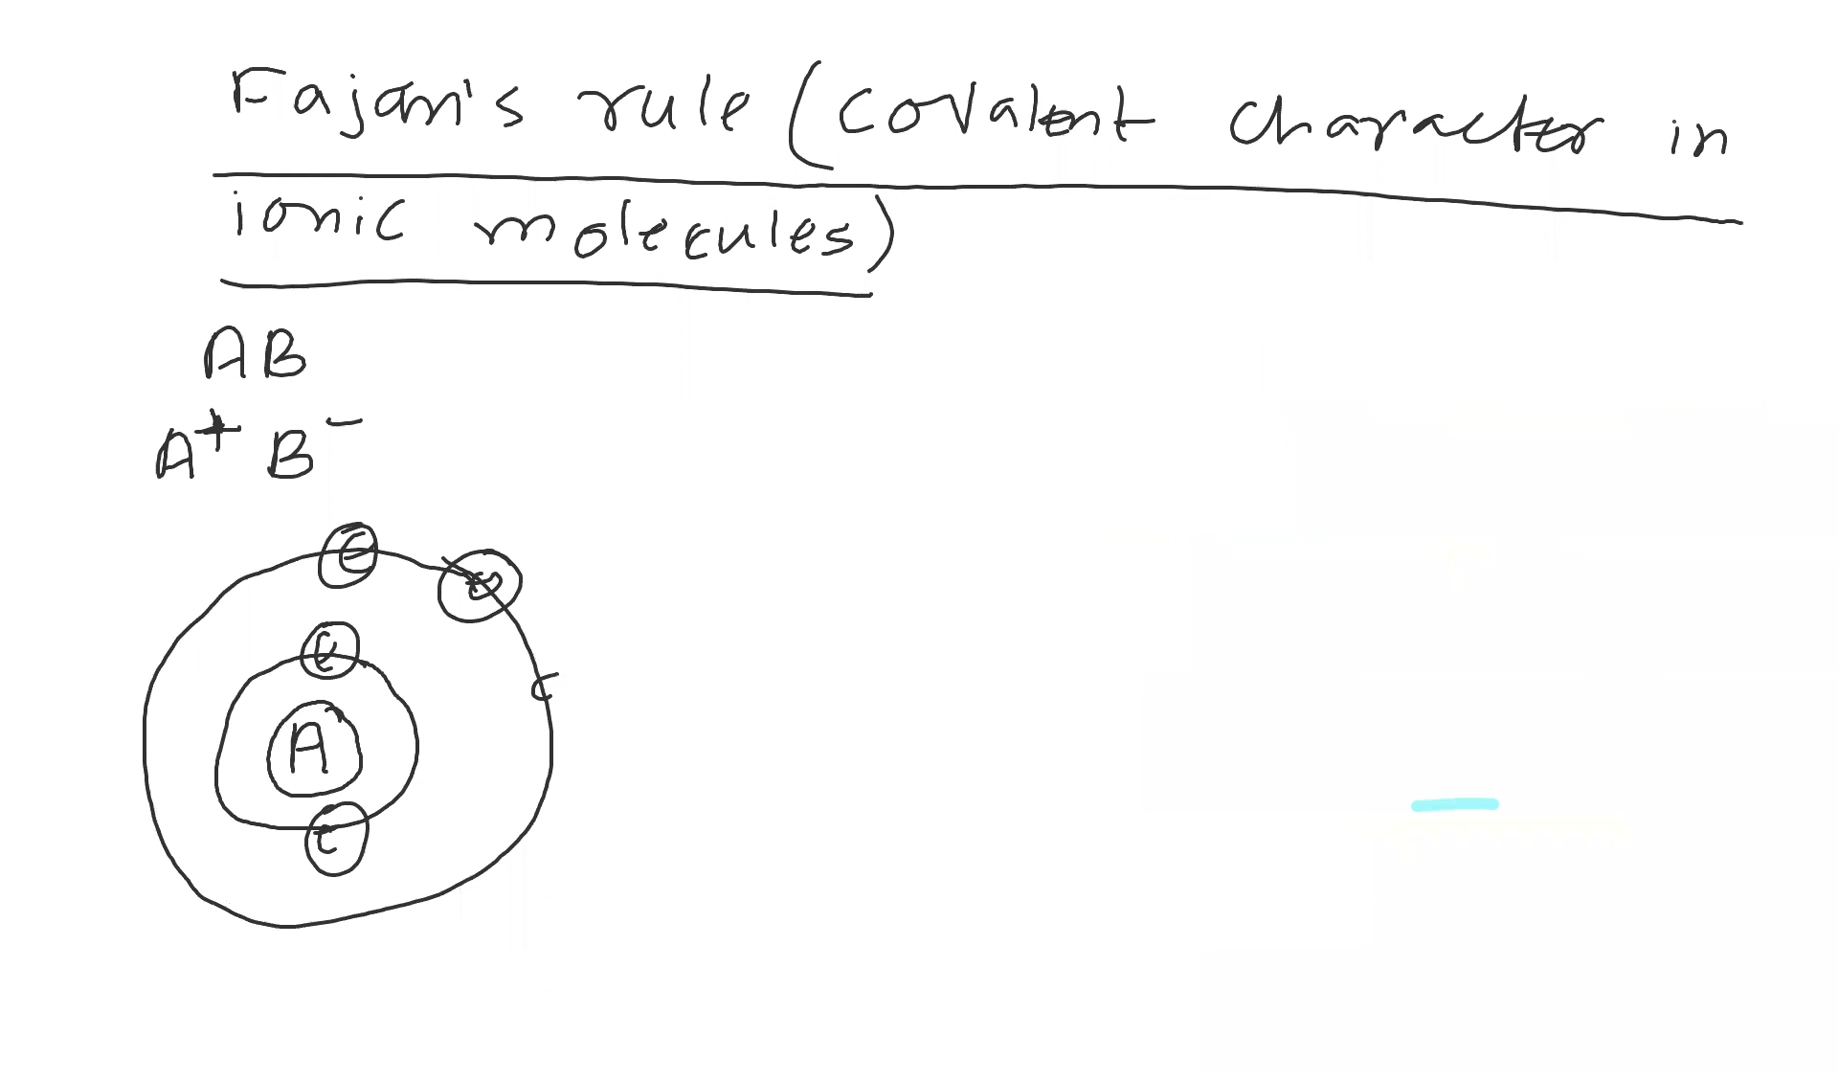 Fajan's rule (covalent character in
ionic molecules)
AB
A⁺ B⁻
e
e
e
A
e